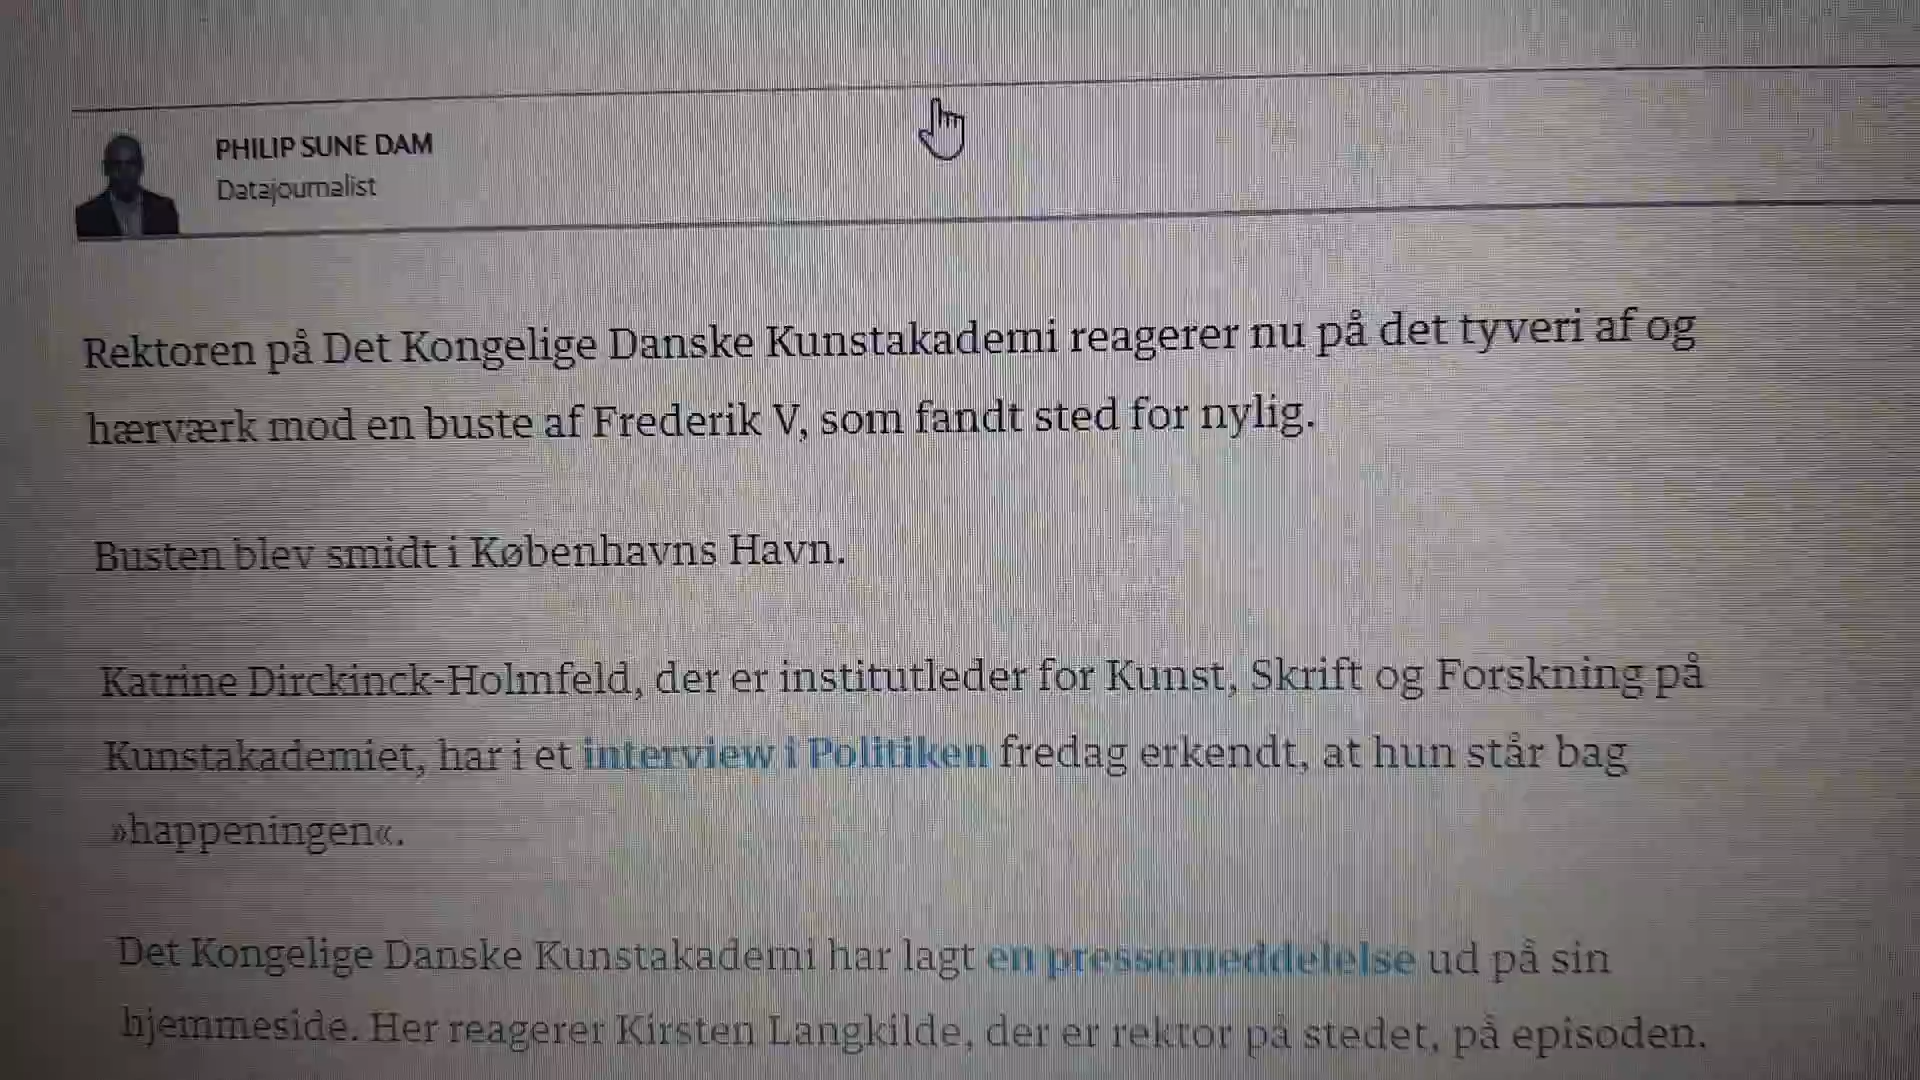 PHILIP SUNE DAM
Datajournalist
Rektoren på Det Kongelige Danske Kunstakademi reagerer nu på det tyveri af og
hærværk mod en buste af Frederik V, som fandt sted for nylig.
Busten blev smidt i Københavns Havn.
Katrine Dirckinck-Holmfeld, der er institutleder for Kunst, Skrift og Forskning på
Kunstakademiet, har i et interview i Politiken fredag erkendt, at hun står bag
»happeningen«.
Det Kongelige Danske Kunstakademi har lagt en pressemeddelelse ud på sin
hjemmeside. Her reagerer Kirsten Langkilde, der er rektor på stedet, på episoden.